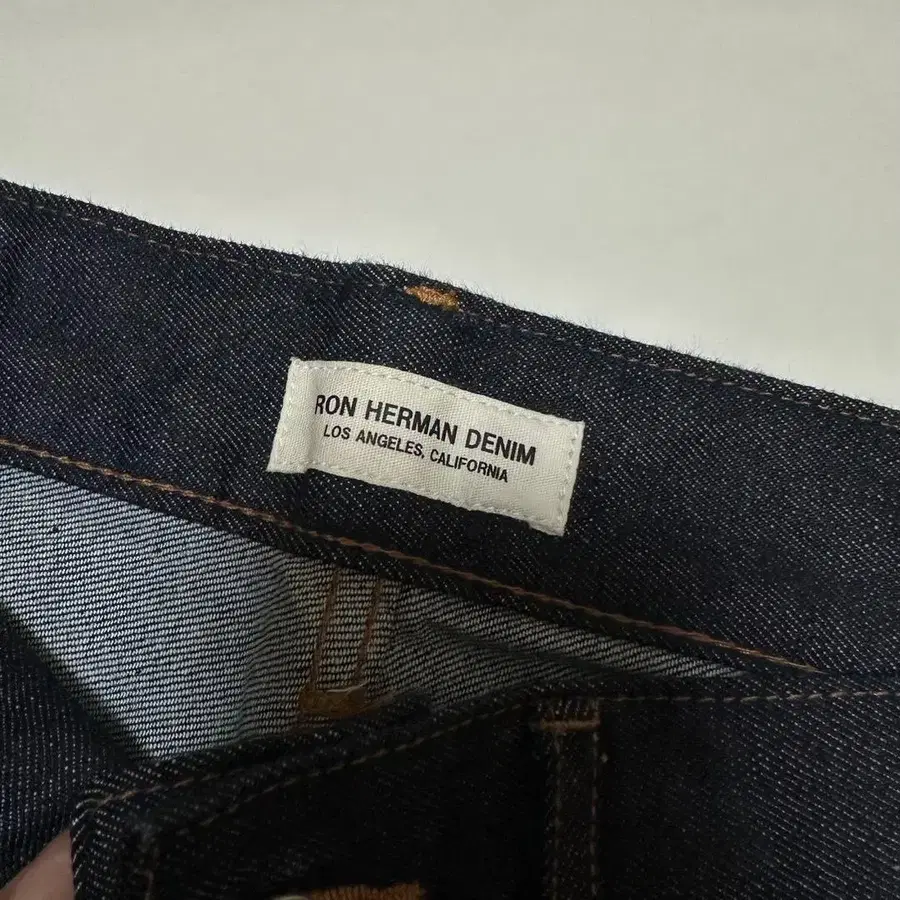 RON HERMAN DENIM
LOS ANGELES, CALIFORNIA